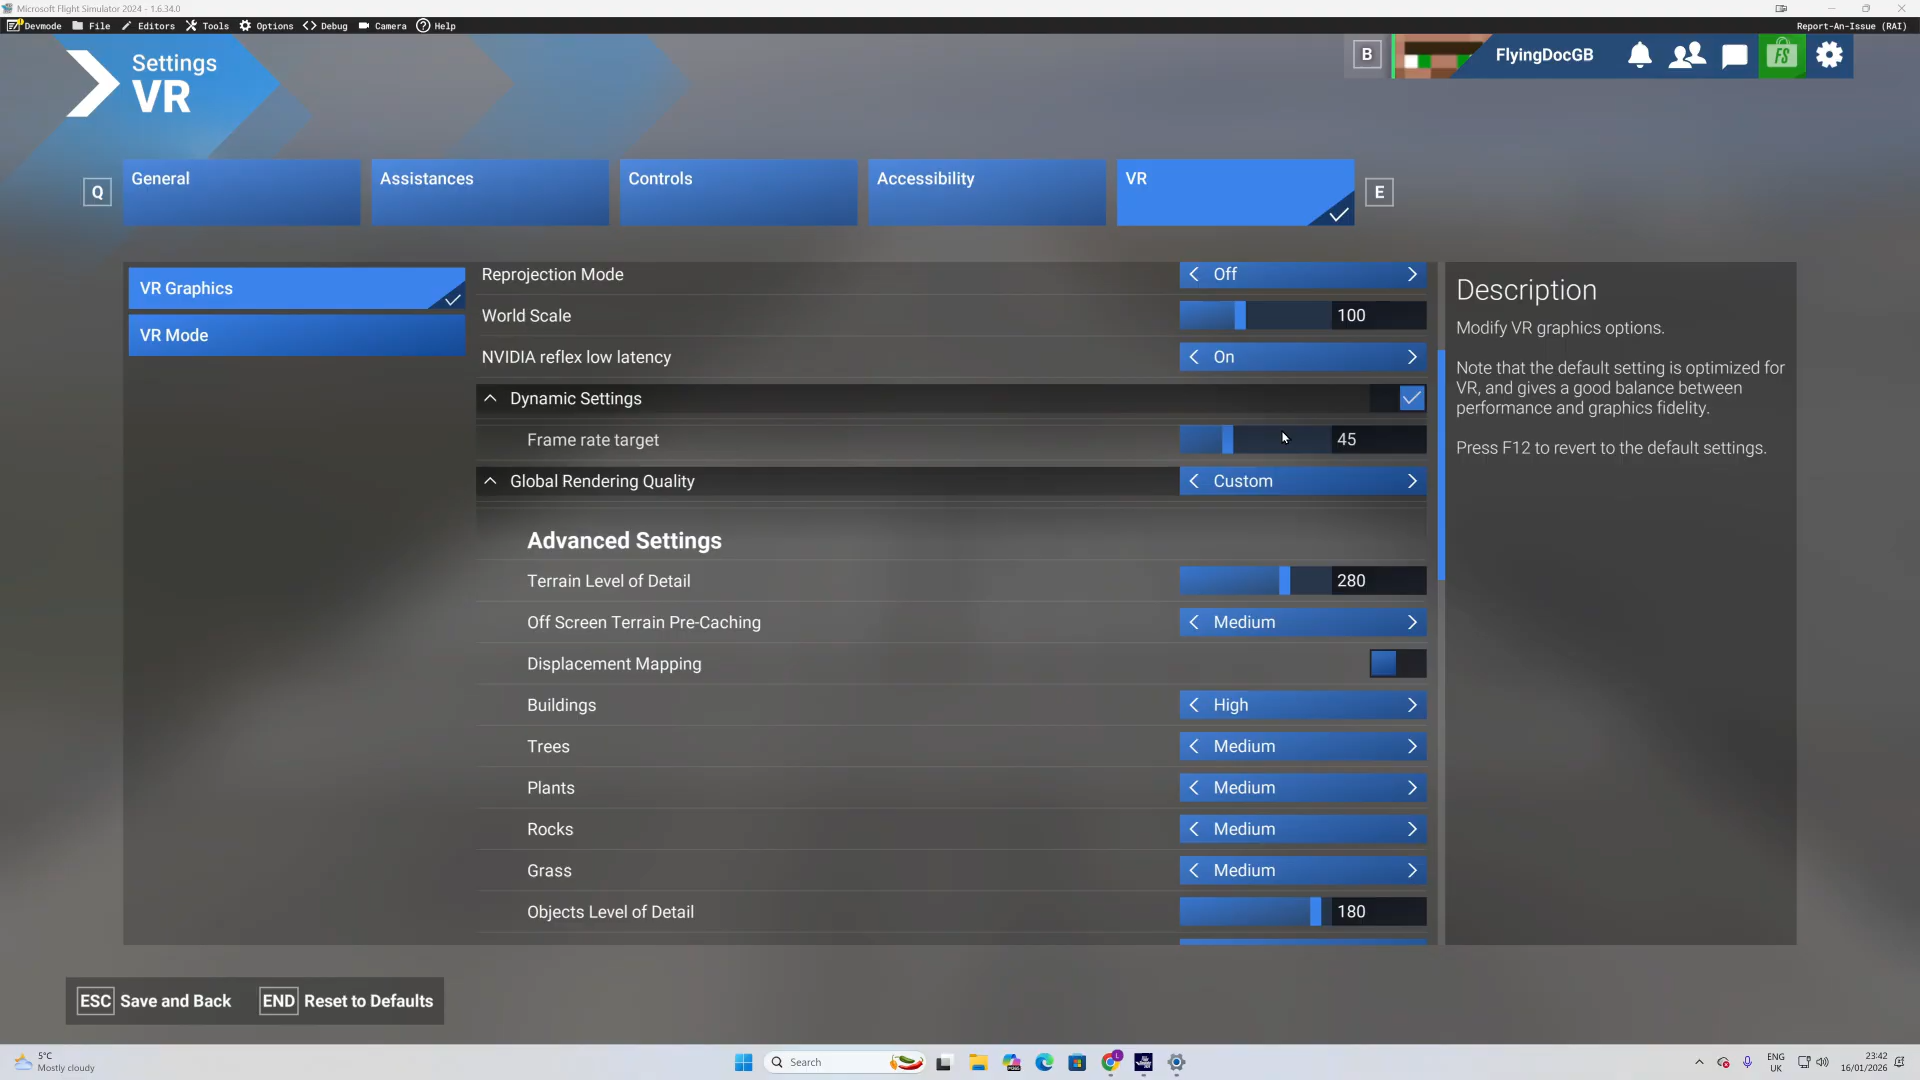 Microsoft Flight Simulator 2024 - 1.6.34.0
Devmode File Editors Tools Options Debug Camera Help Report-An-Issue (RAI)
Settings
VR
B FlyingDocGB FS
Q General Assistances Controls Accessibility VR E
VR Graphics
VR Mode
Reprojection Mode Off
World Scale 100
NVIDIA reflex low latency On
Dynamic Settings
Frame rate target 45
Global Rendering Quality Custom
Advanced Settings
Terrain Level of Detail 280
Off Screen Terrain Pre-Caching Medium
Displacement Mapping
Buildings High
Trees Medium
Plants Medium
Rocks Medium
Grass Medium
Objects Level of Detail 180
Description
Modify VR graphics options.
Note that the default setting is optimized for
VR, and gives a good balance between
performance and graphics fidelity.
Press F12 to revert to the default settings.
ESC Save and Back END Reset to Defaults
5°C
Mostly cloudy
Search
ENG
UK
23:42
16/01/2026